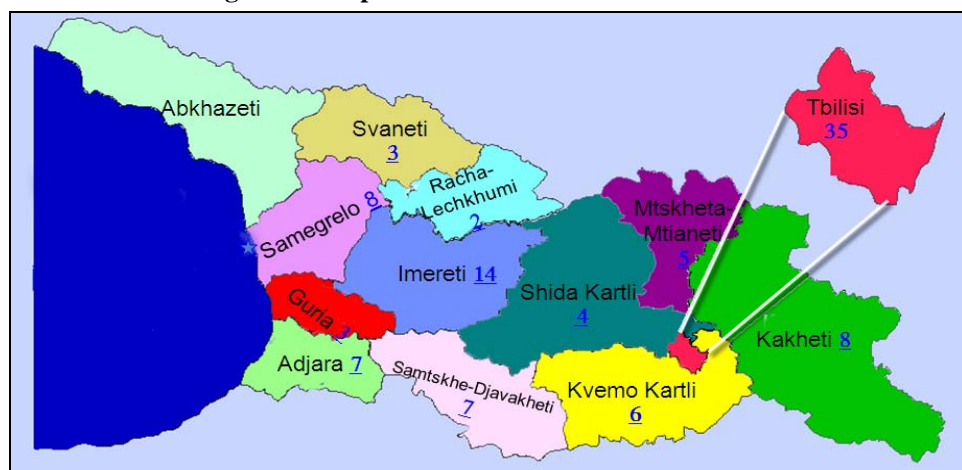 Abkhazeti
Svaneti
3
Racha-
Lechkhumi
2
Samegrelo 8
Imereti 14
Guria 3
Adjara 7
Samtskhe-Djavakheti
7
Shida Kartli
4
Mtskheta-
Mtianeti
5
Kvemo Kartli
6
Kakheti 8
Tbilisi
35